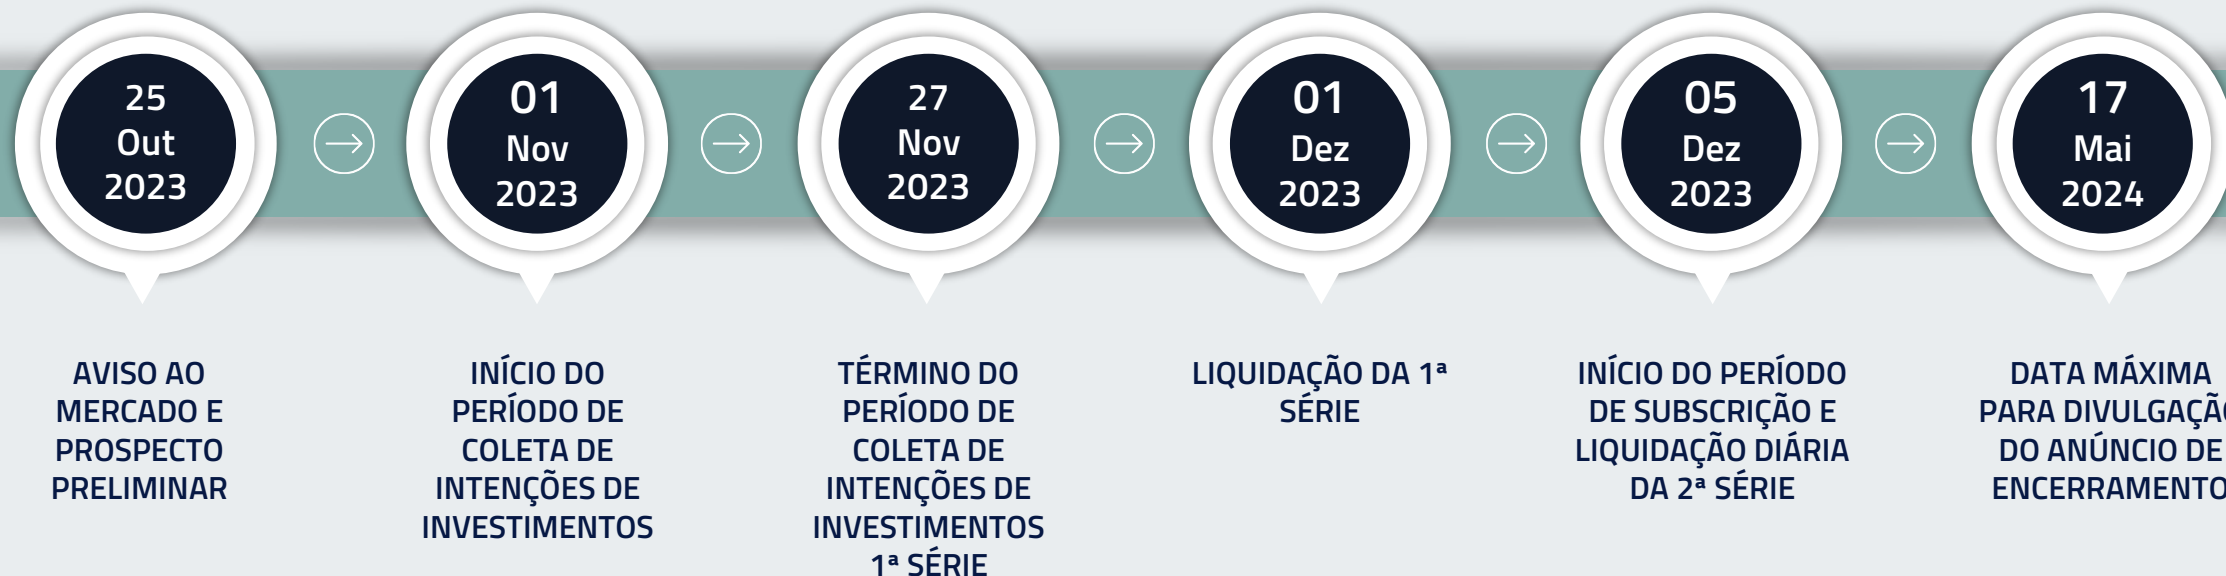 25
Out
2023
AVISO AO
MERCADO E
PROSPECTO
PRELIMINAR
01
Nov
2023
INÍCIO DO
PERÍODO DE
COLETA DE
INTENÇÕES DE
INVESTIMENTOS
27
Nov
2023
TÉRMINO DO
PERÍODO DE
COLETA DE
INTENÇÕES DE
INVESTIMENTOS
1ª SÉRIE
01
Dez
2023
LIQUIDAÇÃO DA 1ª
SÉRIE
05
Dez
2023
INÍCIO DO PERÍODO
DE SUBSCRIÇÃO E
LIQUIDAÇÃO DIÁRIA
DA 2ª SÉRIE
17
Mai
2024
DATA MÁXIMA
PARA DIVULGAÇÃO
DO ANÚNCIO DE
ENCERRAMENTO